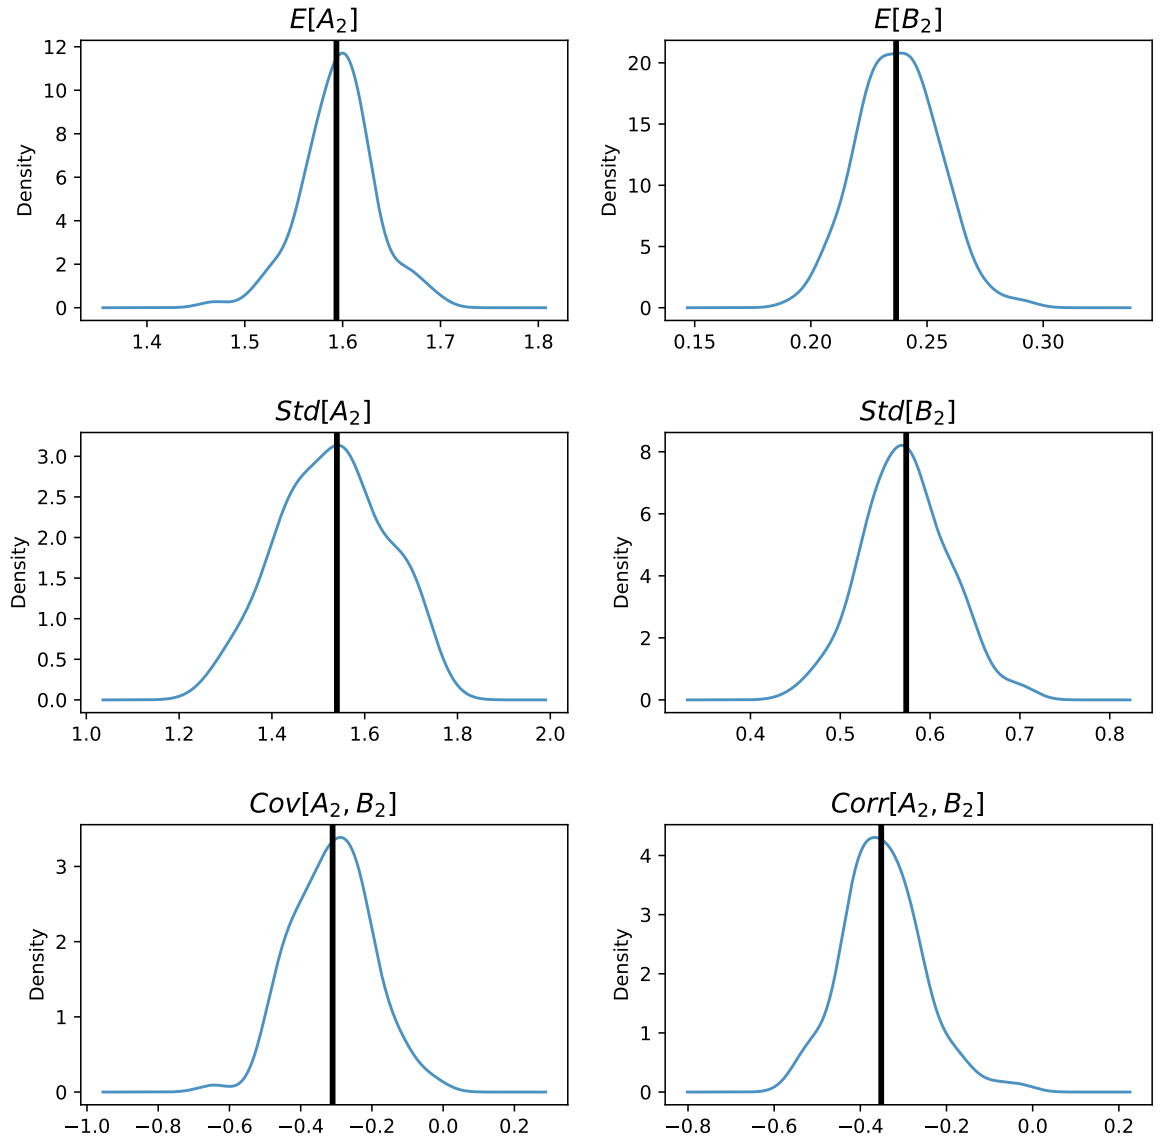 E[A₂]
Density
12
10
8
6
4
2
0
1.4 1.5 1.6 1.7 1.8
E[B₂]
Density
20
15
10
5
0
0.15 0.20 0.25 0.30
Std[A₂]
Density
3.0
2.5
2.0
1.5
1.0
0.5
0.0
1.0 1.2 1.4 1.6 1.8 2.0
Std[B₂]
Density
8
6
4
2
0
0.4 0.5 0.6 0.7 0.8
Cov[A₂, B₂]
Density
3
2
1
0
−1.0 −0.8 −0.6 −0.4 −0.2 0.0 0.2
Corr[A₂, B₂]
Density
4
3
2
1
0
−0.8 −0.6 −0.4 −0.2 0.0 0.2